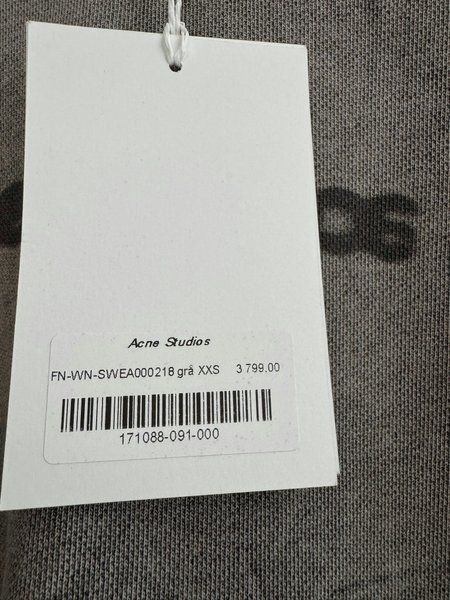 Acne Studios
FN-WN-SWEA000218 grå XXS 3 799.00
171088-091-000